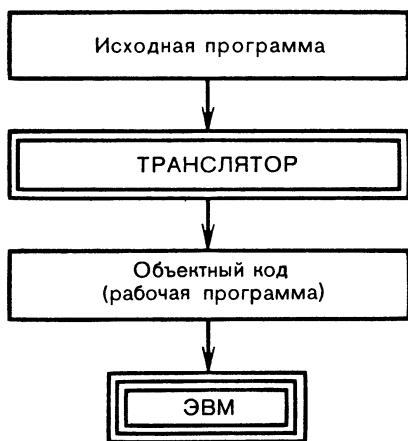 Исходная программа
ТРАНСЛЯТОР
Объектный код
(рабочая программа)
ЭВМ